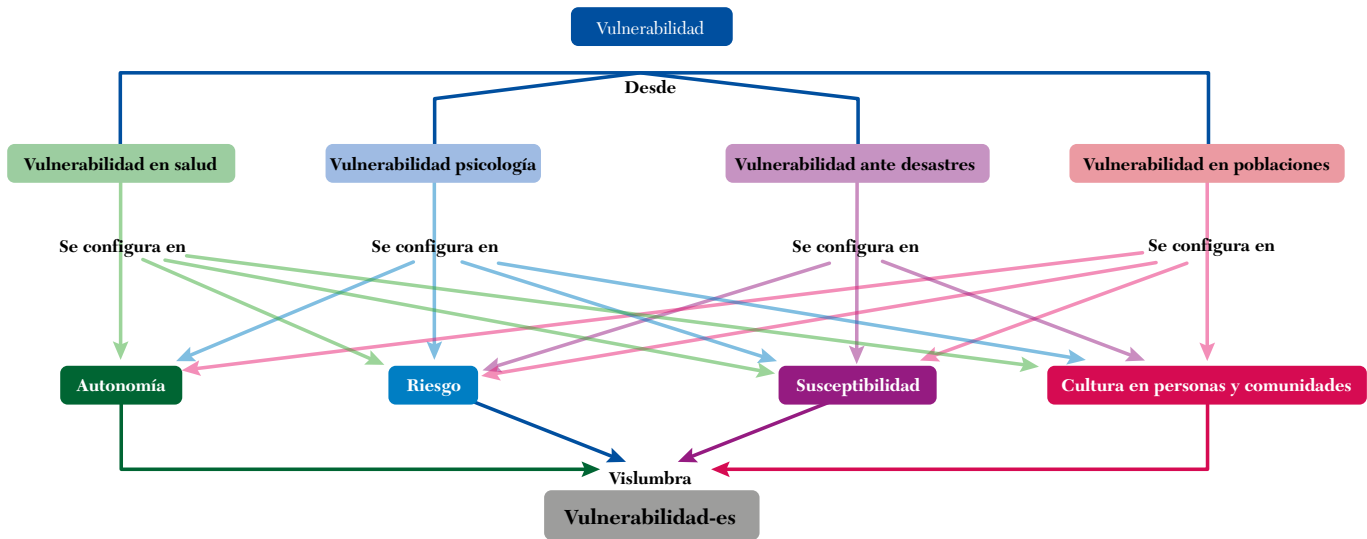 Vulnerabilidad
Desde
Vulnerabilidad en salud
Vulnerabilidad psicología
Vulnerabilidad ante desastres
Vulnerabilidad en poblaciones
Se configura en
Se configura en
Se configura en
Se configura en
Autonomía
Riesgo
Susceptibilidad
Cultura en personas y comunidades
Vislumbra
Vulnerabilidad-es